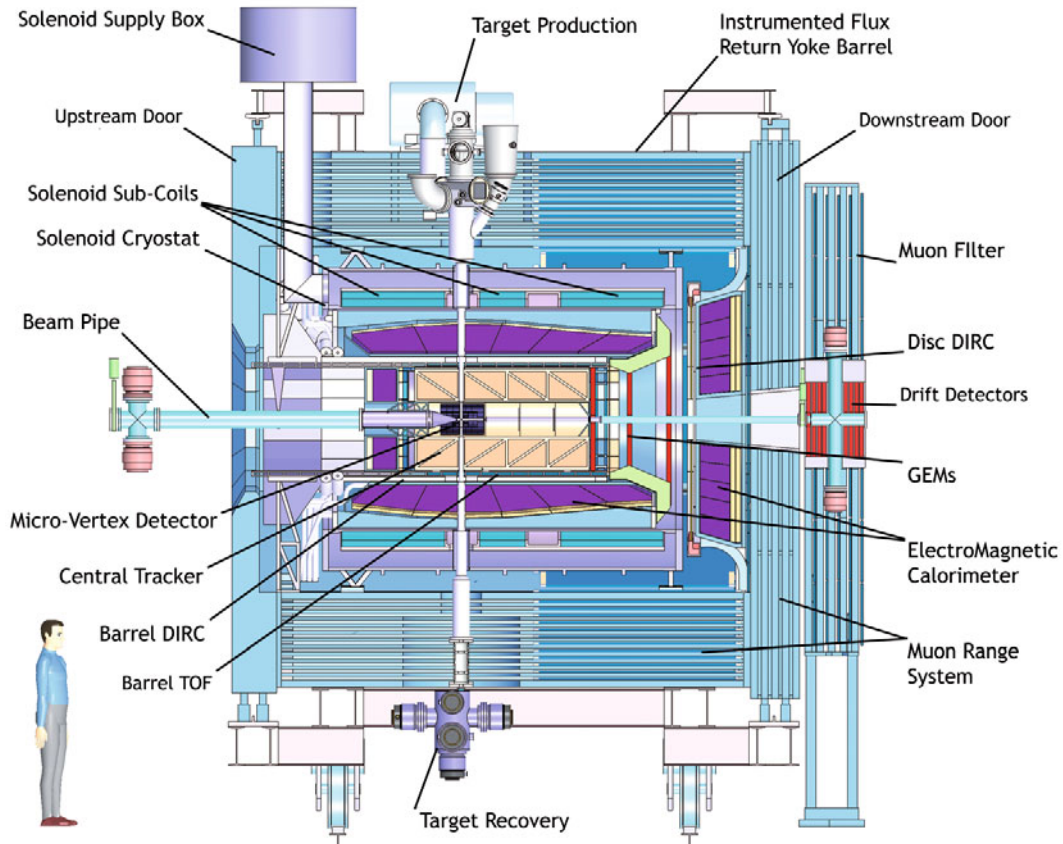 Solenoid Supply Box
Target Production
Instrumented Flux
Return Yoke Barrel
Upstream Door
Downstream Door
Solenoid Sub-Coils
Solenoid Cryostat
Muon FIlter
Beam Pipe
Disc DIRC
Drift Detectors
GEMs
Micro-Vertex Detector
ElectroMagnetic
Calorimeter
Central Tracker
Barrel DIRC
Muon Range
System
Barrel TOF
Target Recovery